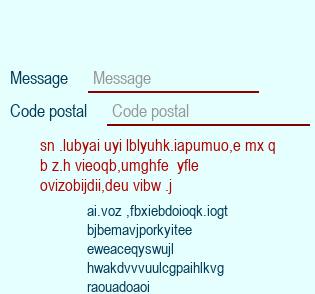 Message Message
Code postal Code postal
sn .lubyai uyi lblyuhk.iapumuo,e mx q
b z.h vieoqb,umghfe yfle
ovizobijdii,deu vibw .j
ai.voz ,fbxiebdoioqk.iogt
bjbemavjporkyitee
eweaceqyswujl
hwakdvvvuulcgpaihlkvg
raouadoaoi